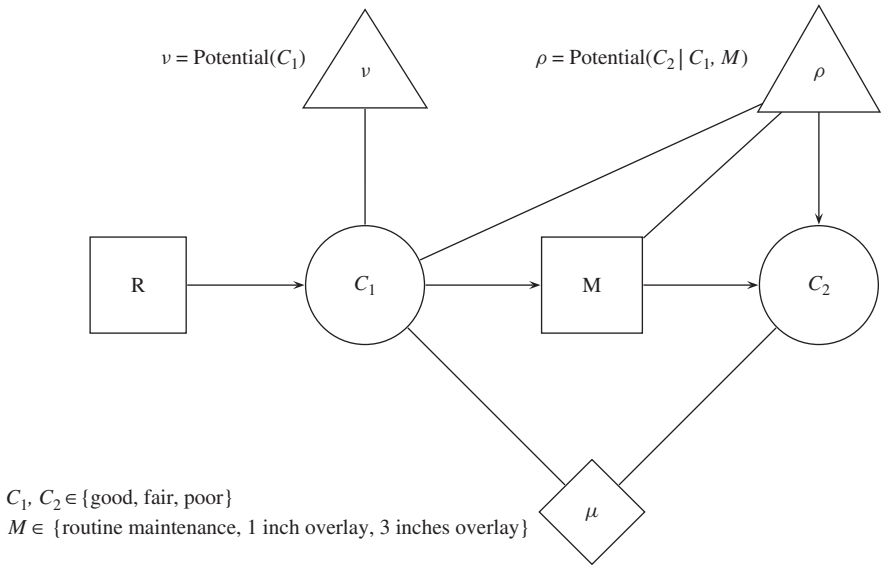 ν = Potential(C₁)
ν
ρ = Potential(C₂ | C₁, M)
ρ
R
C₁
M
C₂
C₁, C₂ ∈ {good, fair, poor}
M ∈ {routine maintenance, 1 inch overlay, 3 inches overlay}
μ